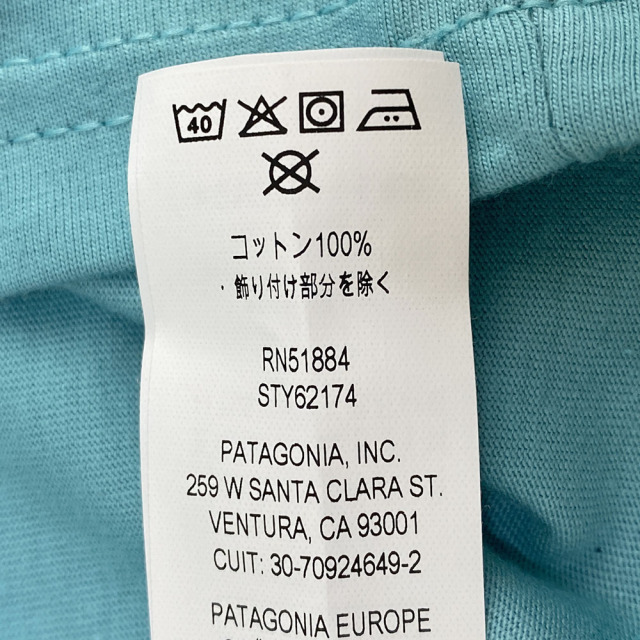 40
コットン100%
・飾り付け部分を除く
RN51884
STY62174
PATAGONIA, INC.
259 W SANTA CLARA ST.
VENTURA, CA 93001
CUIT: 30-70924649-2
PATAGONIA EUROPE